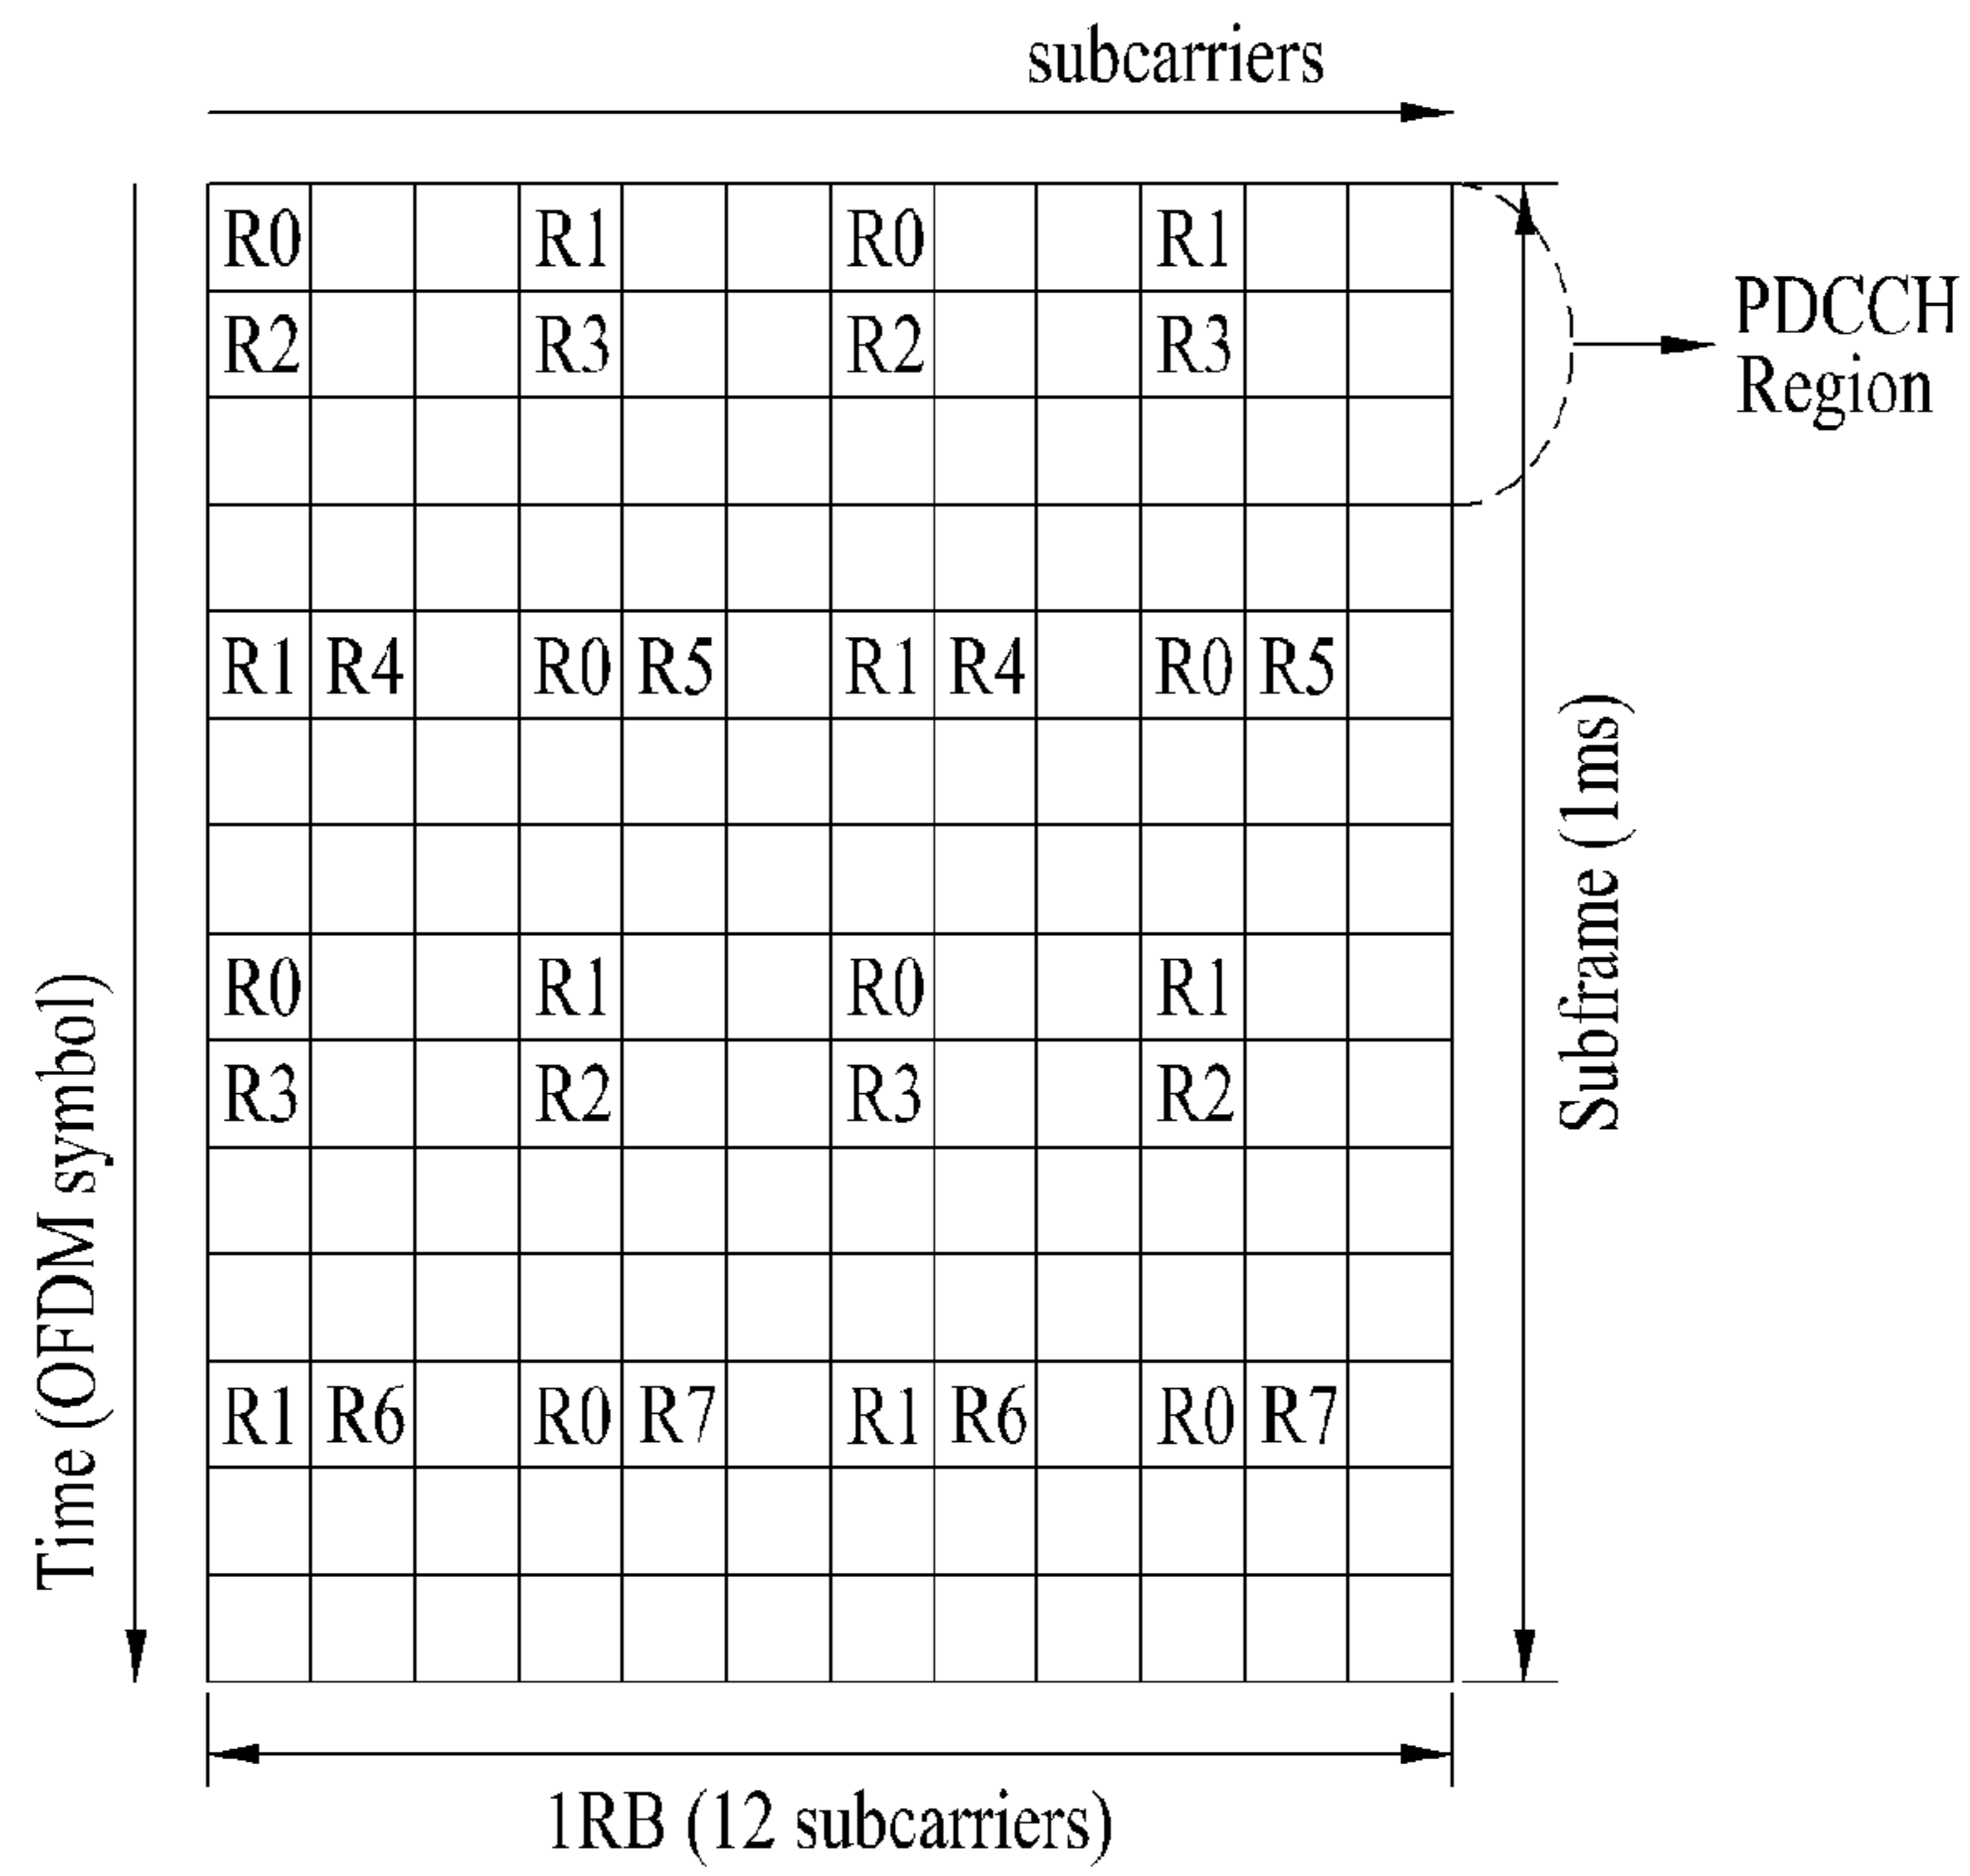 subcarriers
R0 R1 R0 R1
R2 R3 R2 R3
PDCCH
Region
R1 R4 R0 R5 R1 R4 R0 R5
R0 R1 R0 R1
R3 R2 R3 R2
R1 R6 R0 R7 R1 R6 R0 R7
Time (OFDM symbol)
Subframe (1ms)
1RB (12 subcarriers)